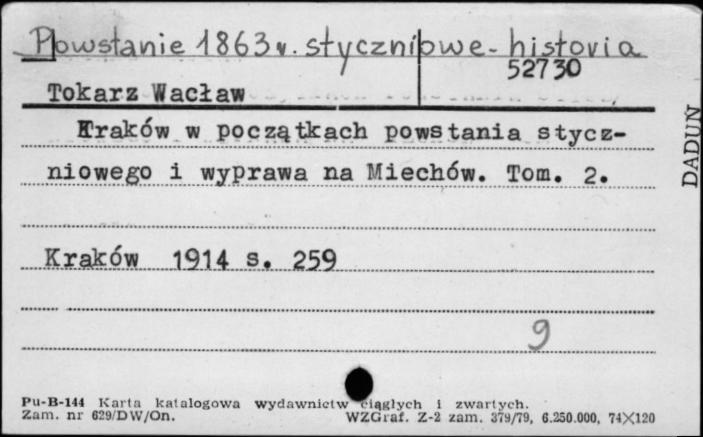 Powstanie 1863r. styczniowe - historia
52730
Tokarz Wacław
Kraków w początkach powstania stycz-
niowego i wyprawa na Miechów. Tom. 2.
Kraków 1914 s. 259
9
Pu-B-144 Karta katalogowa wydawnictw ciągłych i zwartych.
Zam. nr 629/DW/On. WZGraf. Z-2 zam. 379/79, 6.250.000, 74X120
DADUŃ